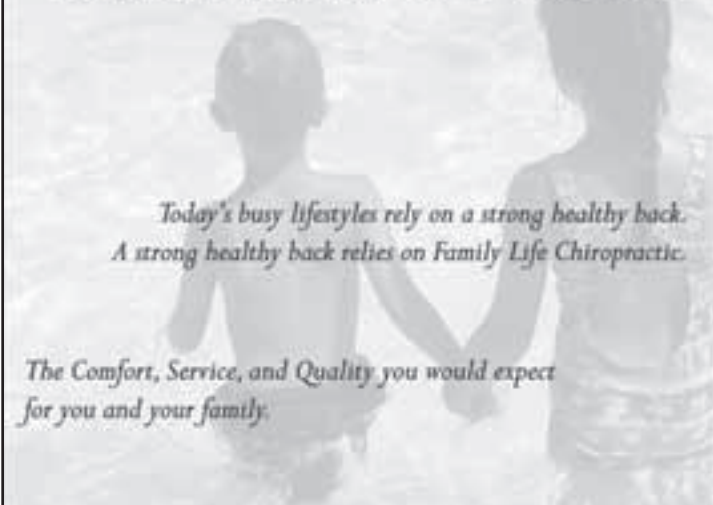 Today's busy lifestyles rely on a strong healthy back.
A strong healthy back relies on Family Life Chiropractic.
The Comfort, Service, and Quality you would expect
for you and your family.